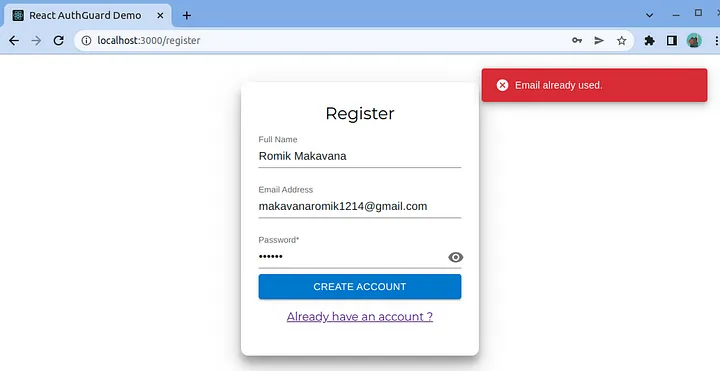 React AuthGuard Demo
localhost:3000/register
Email already used.
Register
Full Name
Romik Makavana
Email Address
makavanaromik1214@gmail.com
Password*
••••••
CREATE ACCOUNT
Already have an account ?